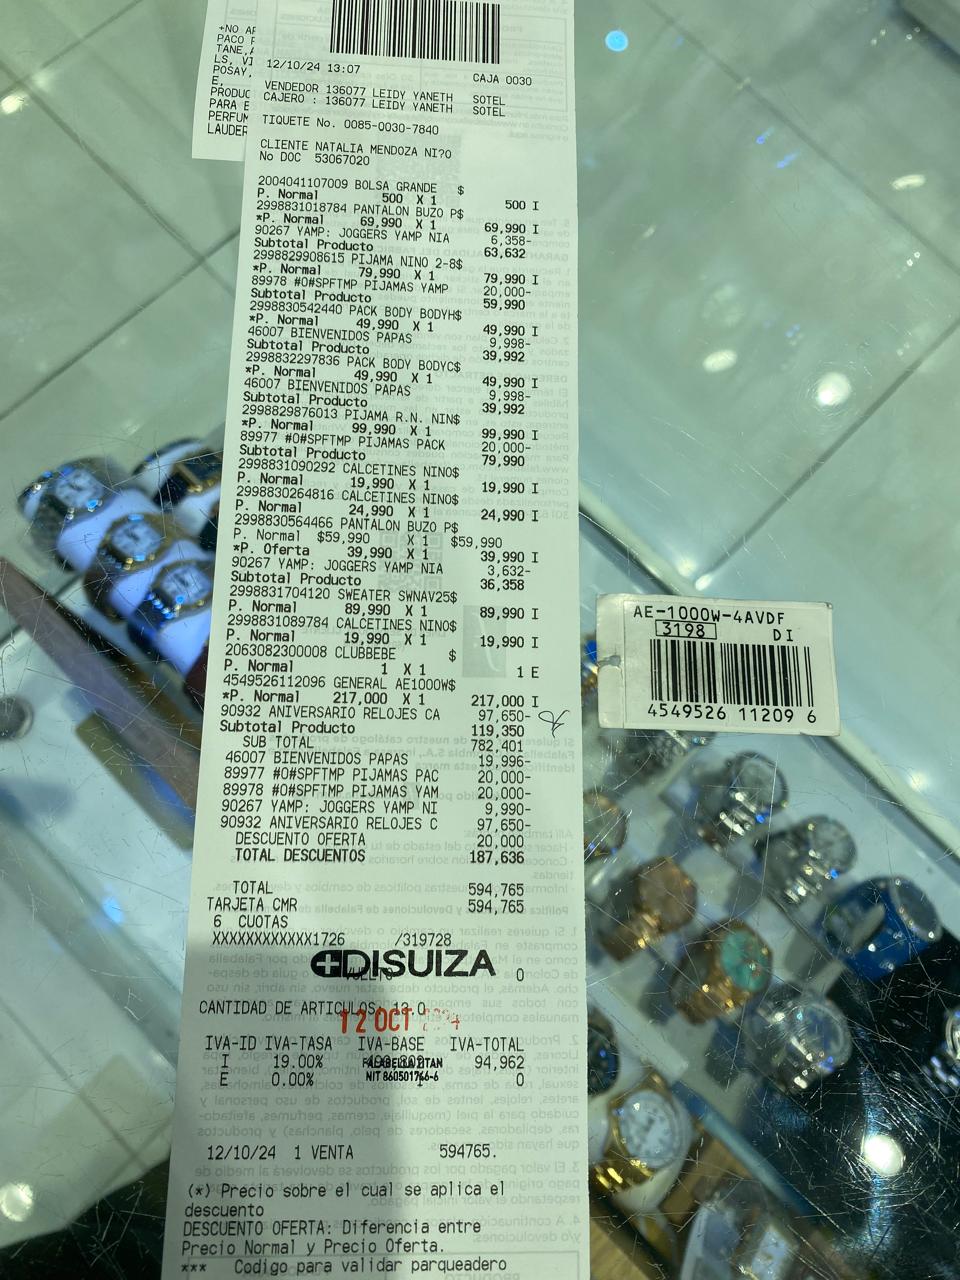 +NO AP
PACO F
TANE,A
LS, VI
POSAY,
E,
PRODUC
PARA E
PERFUM
LAUDER
12/10/24 13:07 CAJA 0030
VENDEDOR 136077 LEIDY YANETH SOTEL
CAJERO : 136077 LEIDY YANETH SOTEL
TIQUETE No. 0085-0030-7840
CLIENTE NATALIA MENDOZA NI?O
No DOC 53067020
2004041107009 BOLSA GRANDE $
P. Normal 500 X 1 500 I
2998831018784 PANTALON BUZO P$
*P. Normal 69,990 X 1 69,990 I
90267 YAMP: JOGGERS YAMP NIA 6,358-
Subtotal Producto 63,632
2998829908615 PIJAMA NINO 2-8$
*P. Normal 79,990 X 1 79,990 I
89978 #0#SPFTMP PIJAMAS YAMP 20,000-
Subtotal Producto 59,990
2998830542440 PACK BODY BODYH$
*P. Normal 49,990 X 1 49,990 I
46007 BIENVENIDOS PAPAS 9,998-
Subtotal Producto 39,992
2998832297836 PACK BODY BODYC$
*P. Normal 49,990 X 1 49,990 I
46007 BIENVENIDOS PAPAS 9,998-
Subtotal Producto 39,992
2998829876013 PIJAMA R.N. NIN$
*P. Normal 99,990 X 1 99,990 I
89977 #0#SPFTMP PIJAMAS PACK 20,000-
Subtotal Producto 79,990
2998831090292 CALCETINES NINO$
P. Normal 19,990 X 1 19,990 I
2998830264816 CALCETINES NINO$
P. Normal 24,990 X 1 24,990 I
2998830564466 PANTALON BUZO P$
P. Normal $59,990 X 1 $59,990
*P. Oferta 39,990 X 1 39,990 I
90267 YAMP: JOGGERS YAMP NIA 3,632-
Subtotal Producto 36,358
2998831704120 SWEATER SWNAV25$
P. Normal 89,990 X 1 89,990 I
2998831089784 CALCETINES NINO$
P. Normal 19,990 X 1 19,990 I
2063082300008 CLUBBEBE $
P. Normal 1 X 1 1 E
4549526112096 GENERAL AE1000W$
*P. Normal 217,000 X 1 217,000 I
90932 ANIVERSARIO RELOJES CA 97,650-
Subtotal Producto 119,350
SUB TOTAL 782,401
46007 BIENVENIDOS PAPAS 19,996-
89977 #0#SPFTMP PIJAMAS PAC 20,000-
89978 #0#SPFTMP PIJAMAS YAM 20,000-
90267 YAMP: JOGGERS YAMP NI 9,990-
90932 ANIVERSARIO RELOJES C 97,650-
DESCUENTO OFERTA 20,000
TOTAL DESCUENTOS 187,636
TOTAL 594,765
TARJETA CMR 594,765
6 CUOTAS
XXXXXXXXXXXX1726 /319728
DISUIZA
VUELTO 0
CANTIDAD DE ARTICULOS
12 OCT
IVA-ID IVA-TASA IVA-BASE IVA-TOTAL
I 19.00% 94,962
E 0.00% 0
FALABELLA TITAN
NIT 860501766-6
12/10/24 1 VENTA 594765.
(*) Precio sobre el cual se aplica el
descuento
DESCUENTO OFERTA: Diferencia entre
Precio Normal y Precio Oferta.
*** Codigo para validar parqueadero
AE-1000W-4AVDF
3198 DI
4549526 11209 6